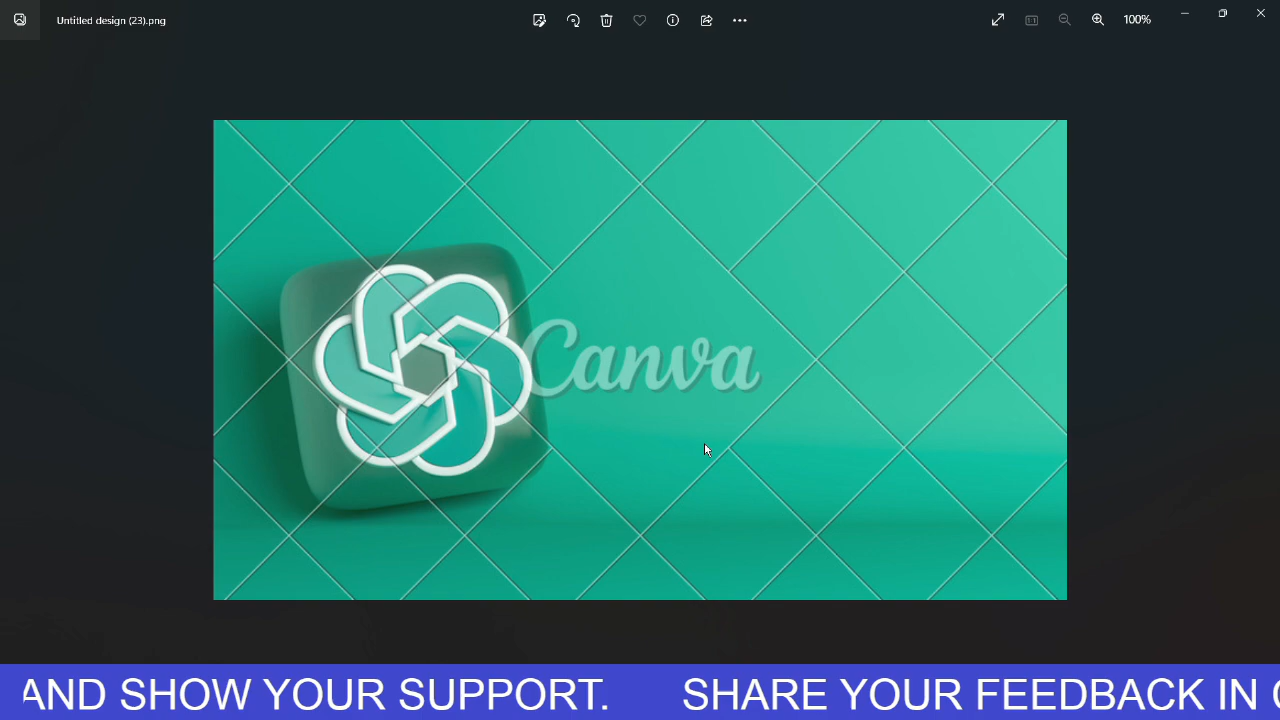 Untitled design (23).png
100%
Canva
AND SHOW YOUR SUPPORT. SHARE YOUR FEEDBACK IN